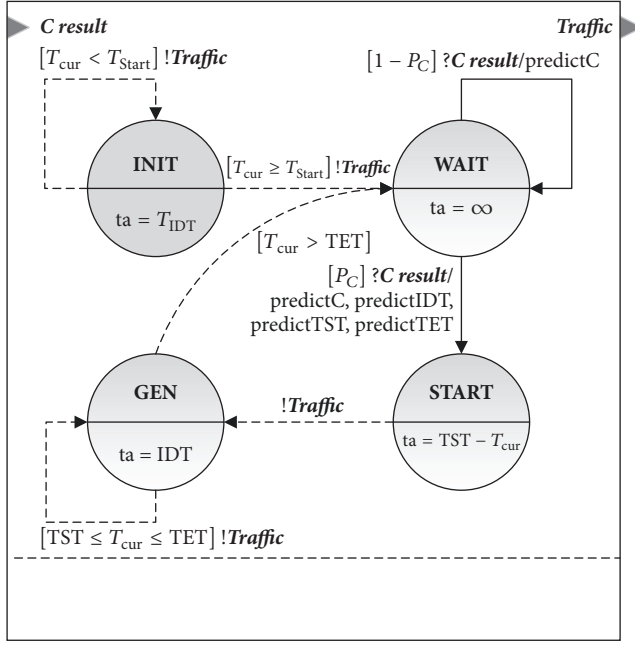 C result
Traffic
[T_cur < T_Start] !Traffic
[1 − P_C] ?C result/predictC
INIT
ta = T_IDT
[T_cur ≥ T_Start] !Traffic
WAIT
ta = ∞
[T_cur > TET]
[P_C] ?C result/
predictC, predictIDT,
predictTST, predictTET
GEN
ta = IDT
!Traffic
START
ta = TST − T_cur
[TST ≤ T_cur ≤ TET] !Traffic